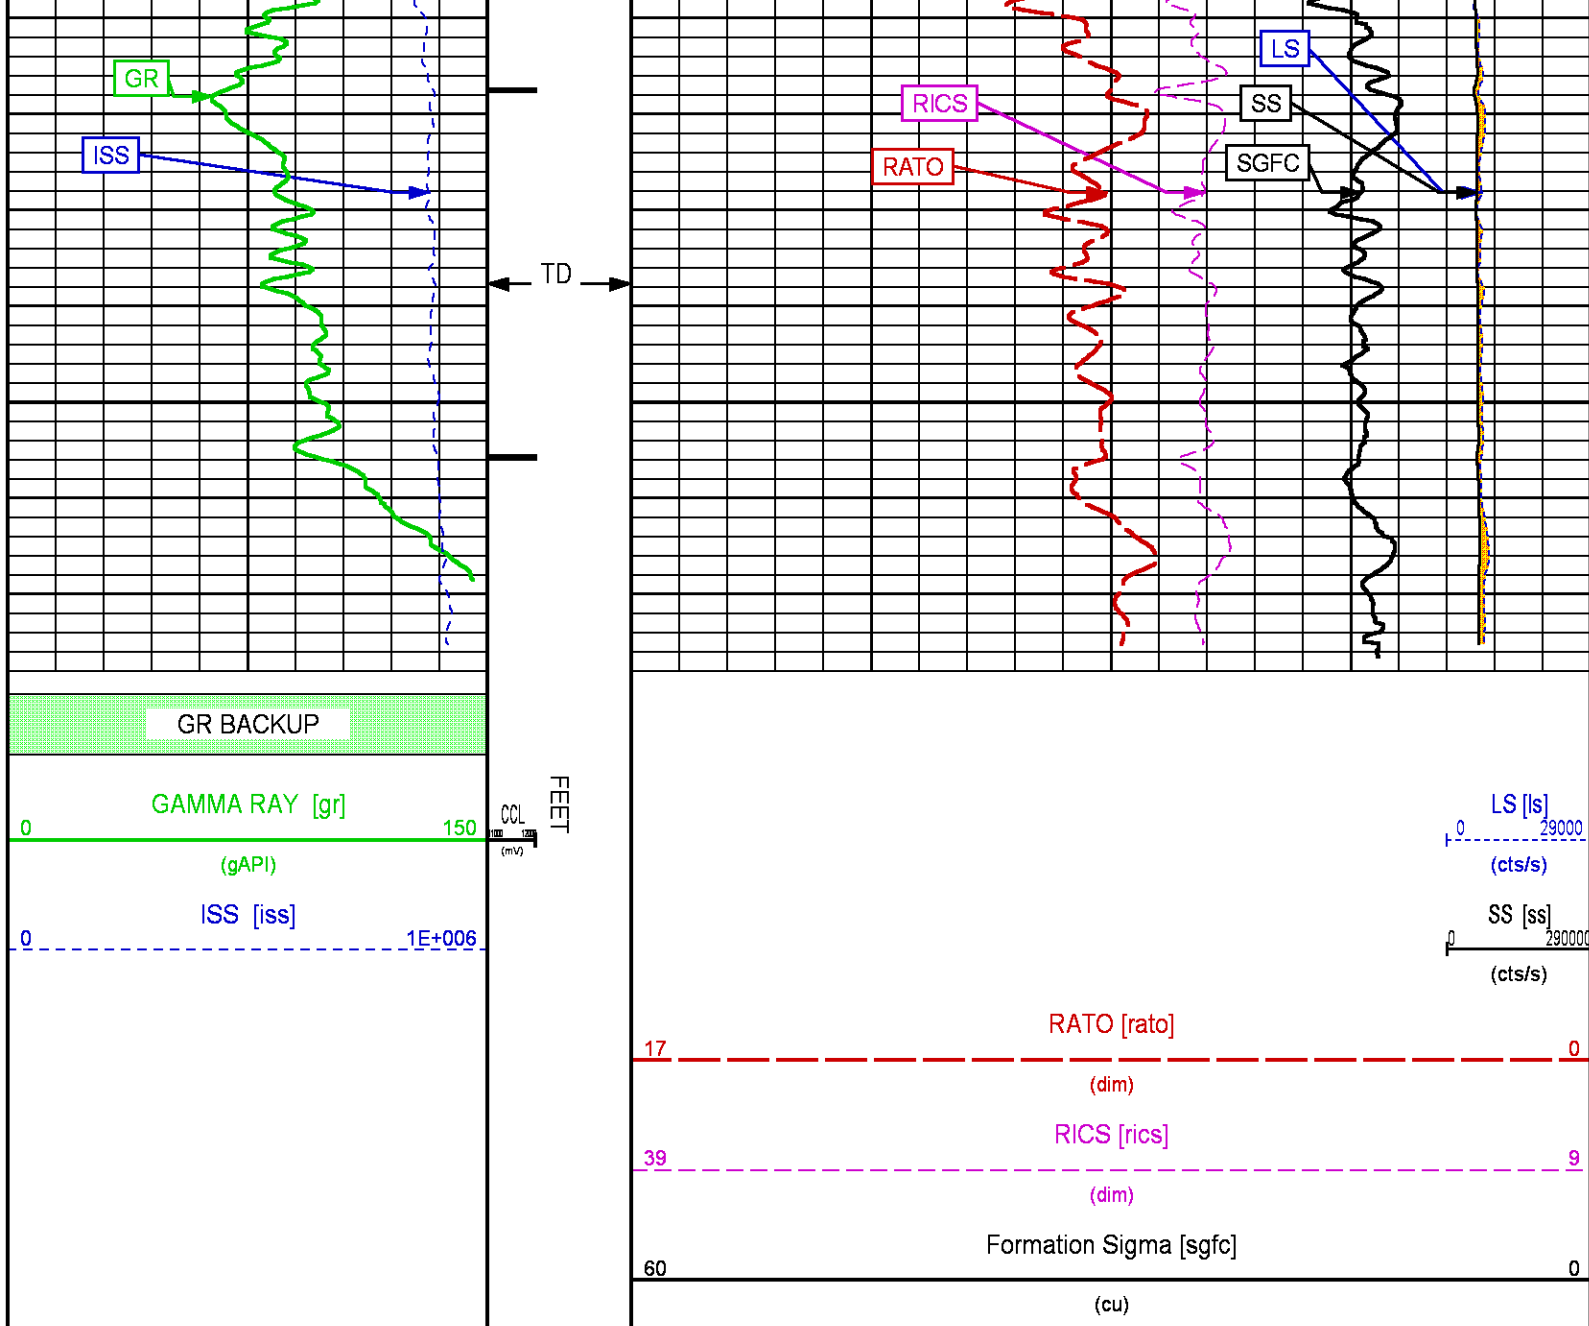 LS
GR
RICS
SS
ISS
RATO
SGFC
TD
GR BACKUP
FEET
GAMMA RAY [gr]
0 150
(gAPI)
CCL
(mV)
LS [ls]
0 29000
(cts/s)
ISS [iss]
0 1E+006
SS [ss]
0 290000
(cts/s)
RATO [rato]
17 0
(dim)
RICS [rics]
39 9
(dim)
Formation Sigma [sgfc]
60 0
(cu)